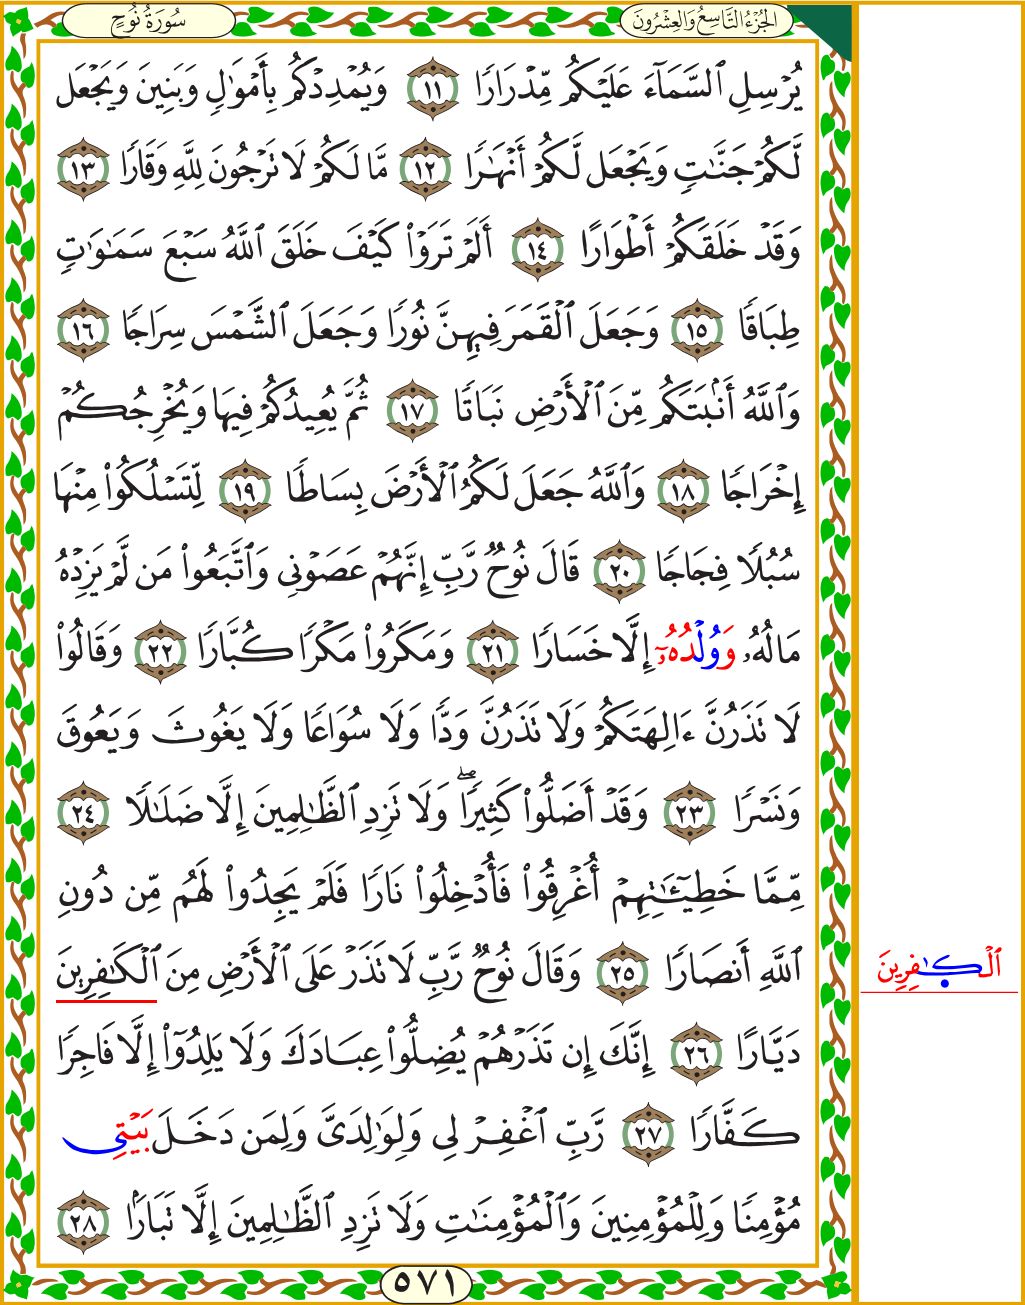 الجُزْءُ التَّاسِعُ وَالعِشْرُونَ
سُورَةُ نُوحٍ
يُرْسِلِ ٱلسَّمَآءَ عَلَيْكُم مِّدْرَارًا ١١ وَيُمْدِدْكُم بِأَمْوَٰلٍ وَبَنِينَ وَيَجْعَل
لَّكُمْ جَنَّـٰتٍ وَيَجْعَل لَّكُمْ أَنْهَـٰرًا ١٢ مَّا لَكُمْ لَا تَرْجُونَ لِلَّهِ وَقَارًا ١٣
وَقَدْ خَلَقَكُمْ أَطْوَارًا ١٤ أَلَمْ تَرَوْا۟ كَيْفَ خَلَقَ ٱللَّهُ سَبْعَ سَمَـٰوَٰتٍ
طِبَاقًا ١٥ وَجَعَلَ ٱلْقَمَرَ فِيهِنَّ نُورًا وَجَعَلَ ٱلشَّمْسَ سِرَاجًا ١٦
وَٱللَّهُ أَنۢبَتَكُم مِّنَ ٱلْأَرْضِ نَبَاتًا ١٧ ثُمَّ يُعِيدُكُمْ فِيهَا وَيُخْرِجُكُمْ
إِخْرَاجًا ١٨ وَٱللَّهُ جَعَلَ لَكُمُ ٱلْأَرْضَ بِسَاطًا ١٩ لِّتَسْلُكُوا۟ مِنْهَا
سُبُلًا فِجَاجًا ٢٠ قَالَ نُوحٌ رَّبِّ إِنَّهُمْ عَصَوْنِى وَٱتَّبَعُوا۟ مَن لَّمْ يَزِدْهُ
مَالُهُۥ وَوُلْدُهُۥٓ إِلَّا خَسَارًا ٢١ وَمَكَرُوا۟ مَكْرًا كُبَّارًا ٢٢ وَقَالُوا۟
لَا تَذَرُنَّ ءَالِهَتَكُمْ وَلَا تَذَرُنَّ وَدًّا وَلَا سُوَاعًا وَلَا يَغُوثَ وَيَعُوقَ
وَنَسْرًا ٢٣ وَقَدْ أَضَلُّوا۟ كَثِيرًا ۖ وَلَا تَزِدِ ٱلظَّـٰلِمِينَ إِلَّا ضَلَـٰلًا ٢٤
مِّمَّا خَطِيٓـَٔـٰتِهِمْ أُغْرِقُوا۟ فَأُدْخِلُوا۟ نَارًا فَلَمْ يَجِدُوا۟ لَهُم مِّن دُونِ
ٱللَّهِ أَنصَارًا ٢٥ وَقَالَ نُوحٌ رَّبِّ لَا تَذَرْ عَلَى ٱلْأَرْضِ مِنَ ٱلْكَـٰفِرِينَ
ٱلْكَـٰفِرِينَ
دَيَّارًا ٢٦ إِنَّكَ إِن تَذَرْهُمْ يُضِلُّوا۟ عِبَادَكَ وَلَا يَلِدُوٓا۟ إِلَّا فَاجِرًا
كَفَّارًا ٢٧ رَّبِّ ٱغْفِرْ لِى وَلِوَٰلِدَىَّ وَلِمَن دَخَلَ بَيْتِى
مُؤْمِنًا وَلِلْمُؤْمِنِينَ وَٱلْمُؤْمِنَـٰتِ وَلَا تَزِدِ ٱلظَّـٰلِمِينَ إِلَّا تَبَارًۢا ٢٨
٥٧١